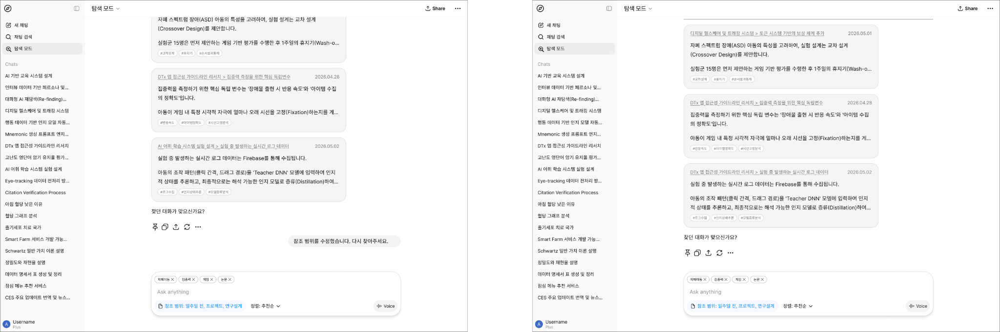 탐색 모드
Share
새 채팅
채팅 검색
탐색 모드
Chats
AI 기반 교육 시스템 설계
인터뷰 데이터 기반 페르소나 및...
대화형 AI 재탐색(Re-finding)...
디지털 헬스케어 및 트래킹 시스템
행동 데이터 기반 인지 모델 자동...
Mnemonic 생성 프롬프트 엔지...
DTx 앱 접근성 가이드라인 리서치
고난도 영단어 암기 유지율 평가...
AI 어휘 학습 시스템 실험 설계
Eye-tracking 데이터 전처리 방...
Citation Verification Process
아침 혈당 낮은 이유
혈당 그래프 분석
줄기세포 치료 국가
Smart Farm 서비스 개발 가능...
Schwartz 일반 가치 이론 설명
정밀도와 재현율 설명
데이터 명세서 표 생성 및 정리
점심 메뉴 추천 서비스
CES 주요 업데이트 번역 및 뉴스...
A
Username
Plus
자폐 스펙트럼 장애(ASD) 아동의 특성을 고려하여, 실험 설계는 교차 설계
(Crossover Design)를 제안합니다.
실험군 15명은 먼저 제안하는 게임 기반 평가를 수행한 후 1주일의 휴지기(Wash-o...
#교차설계 #휴지기 #순서효과통제
DTx 앱 접근성 가이드라인 리서치 > 집중력 측정을 위한 핵심 독립변수 2026.04.28
집중력을 측정하기 위한 핵심 독립 변수는 '장애물 출현 시 반응 속도'와 '아이템 수집
의 정확도'입니다.
아동이 게임 내 특정 시각적 자극에 얼마나 오래 시선을 고정(Fixation)하는지를 게...
#반응속도 #아이템정확도 #시선고정분석
AI 어휘 학습 시스템 실험 설계 > 실험 중 발생하는 실시간 로그 데이터 2026.05.02
실험 중 발생하는 실시간 로그 데이터는 Firebase를 통해 수집됩니다.
아동의 조작 패턴(클릭 간격, 드래그 경로)을 'Teacher DNN' 모델에 입력하여 인지
적 상태를 추론하고, 최종적으로는 해석 가능한 인지 모델로 증류(Distillation)하여...
#로그수집 #인지상태추론 #모델증류분석
찾던 대화가 맞으신가요?
참조 범위를 수정했습니다. 다시 찾아주세요.
자폐아동 집중력 게임 논문
Ask anything
참조 범위: 일주일 전, 프로젝트, 연구설계 정렬: 추천순 Voice
탐색 모드
Share
새 채팅
채팅 검색
탐색 모드
Chats
AI 기반 교육 시스템 설계
인터뷰 데이터 기반 페르소나 및...
대화형 AI 재탐색(Re-finding)...
디지털 헬스케어 및 트래킹 시스템
행동 데이터 기반 인지 모델 자동...
Mnemonic 생성 프롬프트 엔지...
DTx 앱 접근성 가이드라인 리서치
고난도 영단어 암기 유지율 평가...
AI 어휘 학습 시스템 실험 설계
Eye-tracking 데이터 전처리 방...
Citation Verification Process
아침 혈당 낮은 이유
혈당 그래프 분석
줄기세포 치료 국가
Smart Farm 서비스 개발 가능...
Schwartz 일반 가치 이론 설명
정밀도와 재현율 설명
데이터 명세서 표 생성 및 정리
점심 메뉴 추천 서비스
CES 주요 업데이트 번역 및 뉴스...
A
Username
Plus
디지털 헬스케어 및 트래킹 시스템 > 토큰 시스템 기반의 보상 체계 추가 2026.05.01
자폐 스펙트럼 장애(ASD) 아동의 특성을 고려하여, 실험 설계는 교차 설계
(Crossover Design)를 제안합니다.
실험군 15명은 먼저 제안하는 게임 기반 평가를 수행한 후 1주일의 휴지기(Wash-o...
#교차설계 #휴지기 #순서효과통제
DTx 앱 접근성 가이드라인 리서치 > 집중력 측정을 위한 핵심 독립변수 2026.04.28
집중력을 측정하기 위한 핵심 독립 변수는 '장애물 출현 시 반응 속도'와 '아이템 수집
의 정확도'입니다.
아동이 게임 내 특정 시각적 자극에 얼마나 오래 시선을 고정(Fixation)하는지를 게...
#반응속도 #아이템정확도 #시선고정분석
DTx 앱 접근성 가이드라인 리서치 > 실험 중 발생하는 실시간 로그 데이터 2026.05.02
실험 중 발생하는 실시간 로그 데이터는 Firebase를 통해 수집됩니다.
아동의 조작 패턴(클릭 간격, 드래그 경로)을 'Teacher DNN' 모델에 입력하여 인지
적 상태를 추론하고, 최종적으로는 해석 가능한 인지 모델로 증류(Distillation)하여...
#로그수집 #인지상태추론 #모델증류분석
찾던 대화가 맞으신가요?
자폐아동 집중력 게임 논문
Ask anything
참조 범위: 일주일 전, 프로젝트, 연구설계 정렬: 추천순 Voice